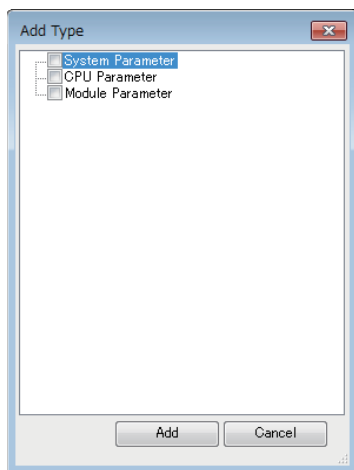 Add Type
System Parameter
CPU Parameter
Module Parameter
Add
Cancel